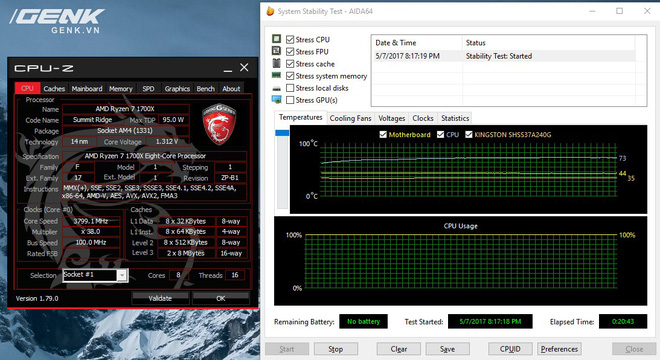 GENK
GENK.VN
CPU-Z
CPU Caches Mainboard Memory SPD Graphics Bench About
Processor
Name AMD Ryzen 7 1700X
Code Name Summit Ridge Max TDP 95.0 W
Package Socket AM4 (1331)
Technology 14 nm Core Voltage 1.312 V
Specification AMD Ryzen 7 1700X Eight-Core Processor
Family F Model 1 Stepping 1
Ext. Family 17 Ext. Model 1 Revision ZP-B1
Instructions MMX(+), SSE, SSE2, SSE3, SSSE3, SSE4.1, SSE4.2, SSE4A,
x86-64, AMD-V, AES, AVX, AVX2, FMA3
Clocks (Core #0)
Core Speed 3799.1 MHz
Multiplier x 38.0
Bus Speed 100.0 MHz
Rated FSB
Caches
L1 Data 8 x 32 KBytes 8-way
L1 Inst. 8 x 64 KBytes 4-way
Level 2 8 x 512 KBytes 8-way
Level 3 2 x 8 MBytes 16-way
Selection Socket #1 Cores 8 Threads 16
Version 1.79.0 Validate OK
System Stability Test - AIDA64
Stress CPU
Stress FPU
Stress cache
Stress system memory
Stress local disks
Stress GPU(s)
Date & Time Status
5/7/2017 8:17:19 PM Stability Test: Started
Temperatures Cooling Fans Voltages Clocks Statistics
Motherboard CPU KINGSTON SHSS37A240G
100°C
73
44
35
0°C
CPU Usage
100% 100%
0%
Remaining Battery: No battery Test Started: 5/7/2017 8:17:18 PM Elapsed Time: 0:20:43
Start Stop Clear Save CPUID Preferences Close